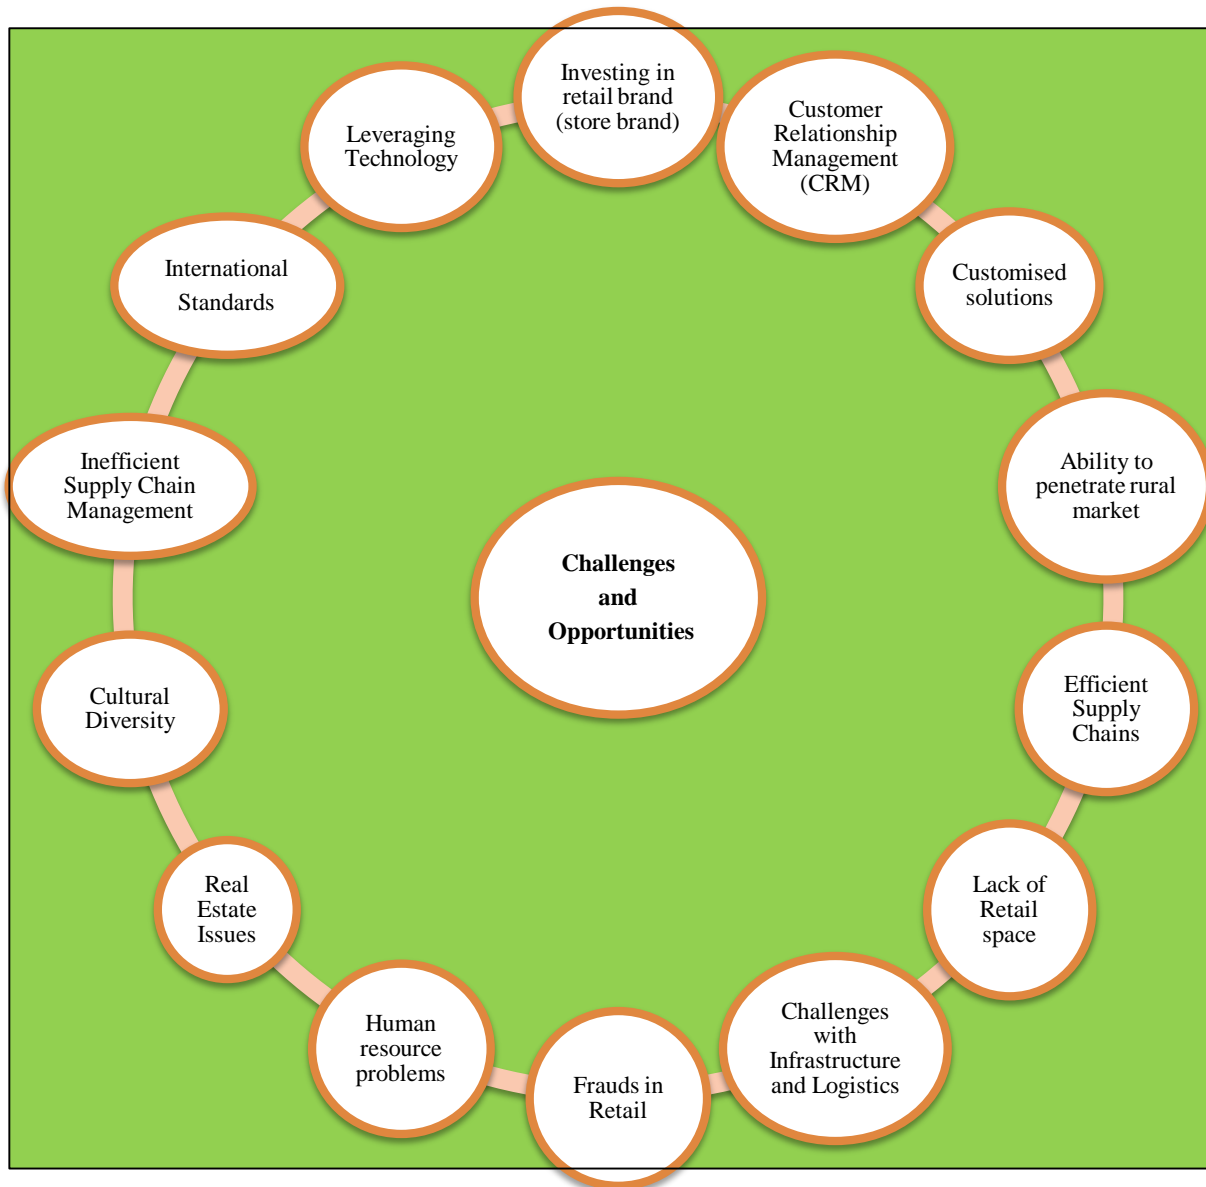 Investing in
retail brand
(store brand)
Customer
Relationship
Management
(CRM)
Customised
solutions
Ability to
penetrate rural
market
Efficient
Supply
Chains
Lack of
Retail
space
Challenges
with
Infrastructure
and Logistics
Frauds in
Retail
Human
resource
problems
Real
Estate
Issues
Cultural
Diversity
Inefficient
Supply Chain
Management
International
Standards
Leveraging
Technology
Challenges
and
Opportunities